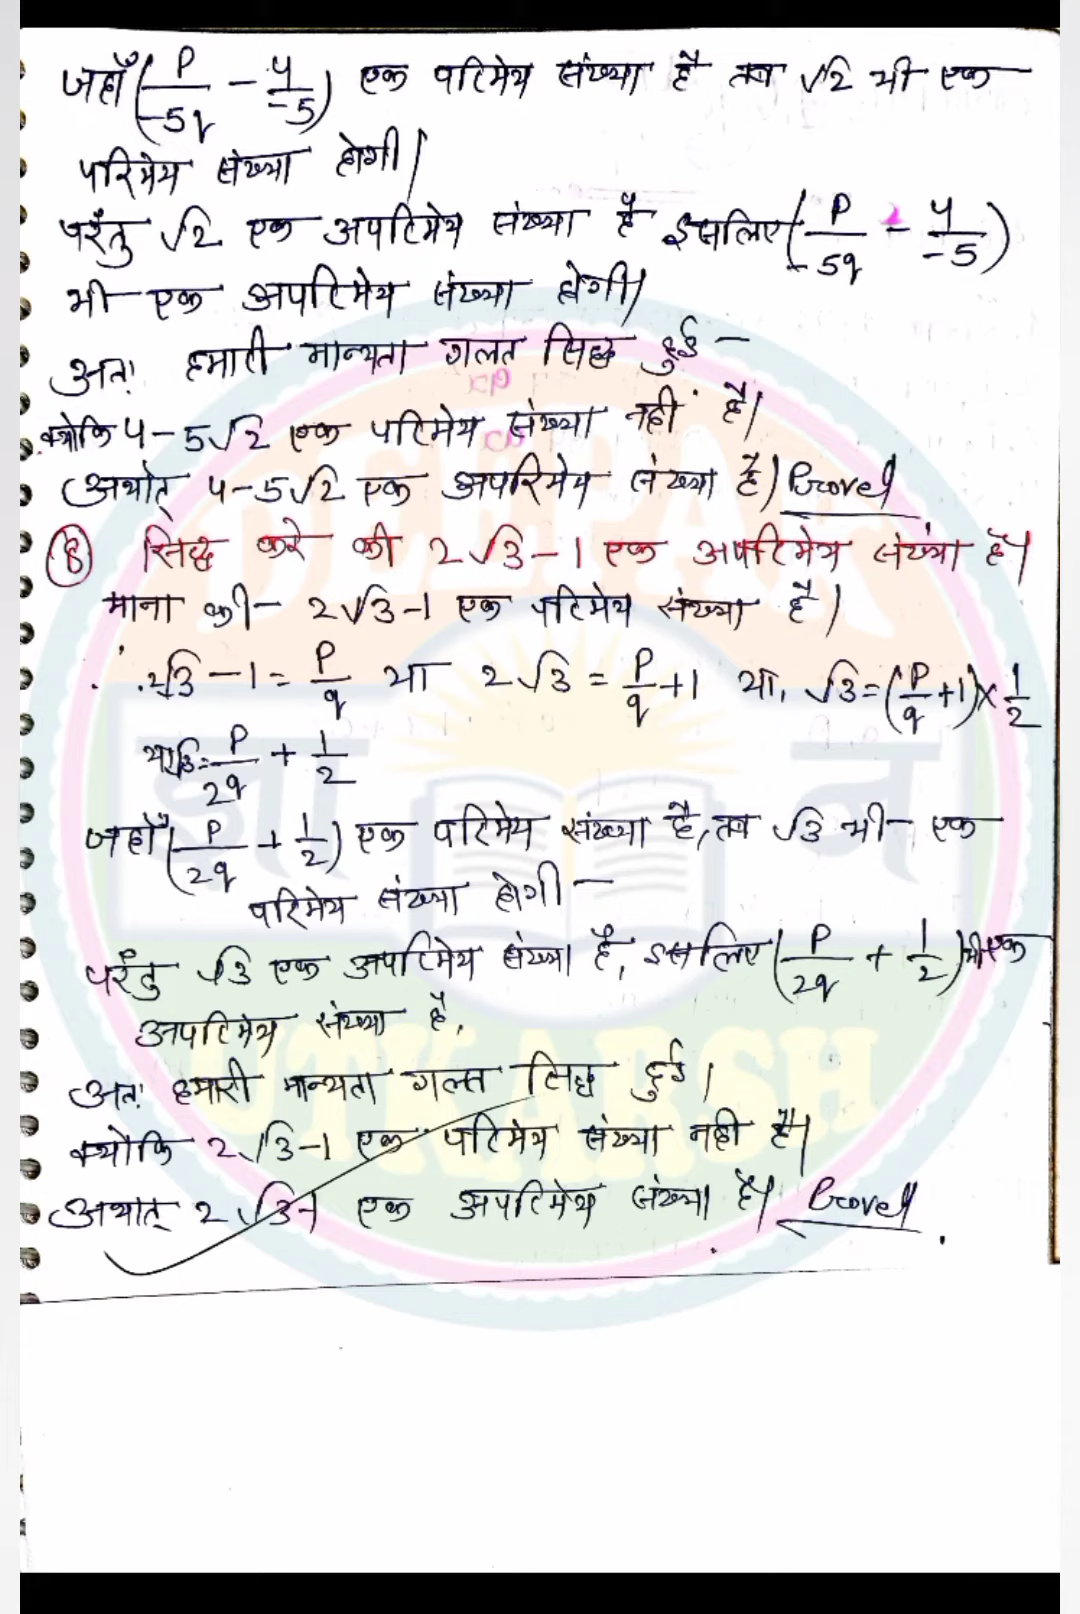 जहाँ (p/-5q - 4/-5) एक परिमेय संख्या है तब √2 भी एक
परिमेय संख्या होगी।
परंतु √2 एक अपरिमेय संख्या है इसलिए (p/-5q - 4/-5)
भी एक अपरिमेय संख्या होगी।
अतः हमारी मान्यता गलत सिद्ध हुई -
क्योकि 4-5√2 एक परिमेय संख्या नहीं है।
अर्थात् 4-5√2 एक अपरिमेय संख्या है। Proved
सिद्ध करे की 2√3-1 एक अपरिमेय संख्या है।
माना की- 2√3-1 एक परिमेय संख्या है।
∴ 2√3-1 = p/q या 2√3 = p/q+1 या, √3 = (p/q+1)×1/2
या √3 = p/2q + 1/2
जहाँ (p/2q + 1/2) एक परिमेय संख्या है, तब √3 भी एक
परिमेय संख्या होगी -
परंतु √3 एक अपरिमेय संख्या है, इसलिए (p/2q + 1/2) भी एक
अपरिमेय संख्या है,
अतः हमारी मान्यता गलत सिद्ध हुई।
क्योकि 2√3-1 एक परिमेय संख्या नही है।
अर्थात् 2√3-1 एक अपरिमेय संख्या है। Proved
DEEPAK
ज्ञान
UTKARSH